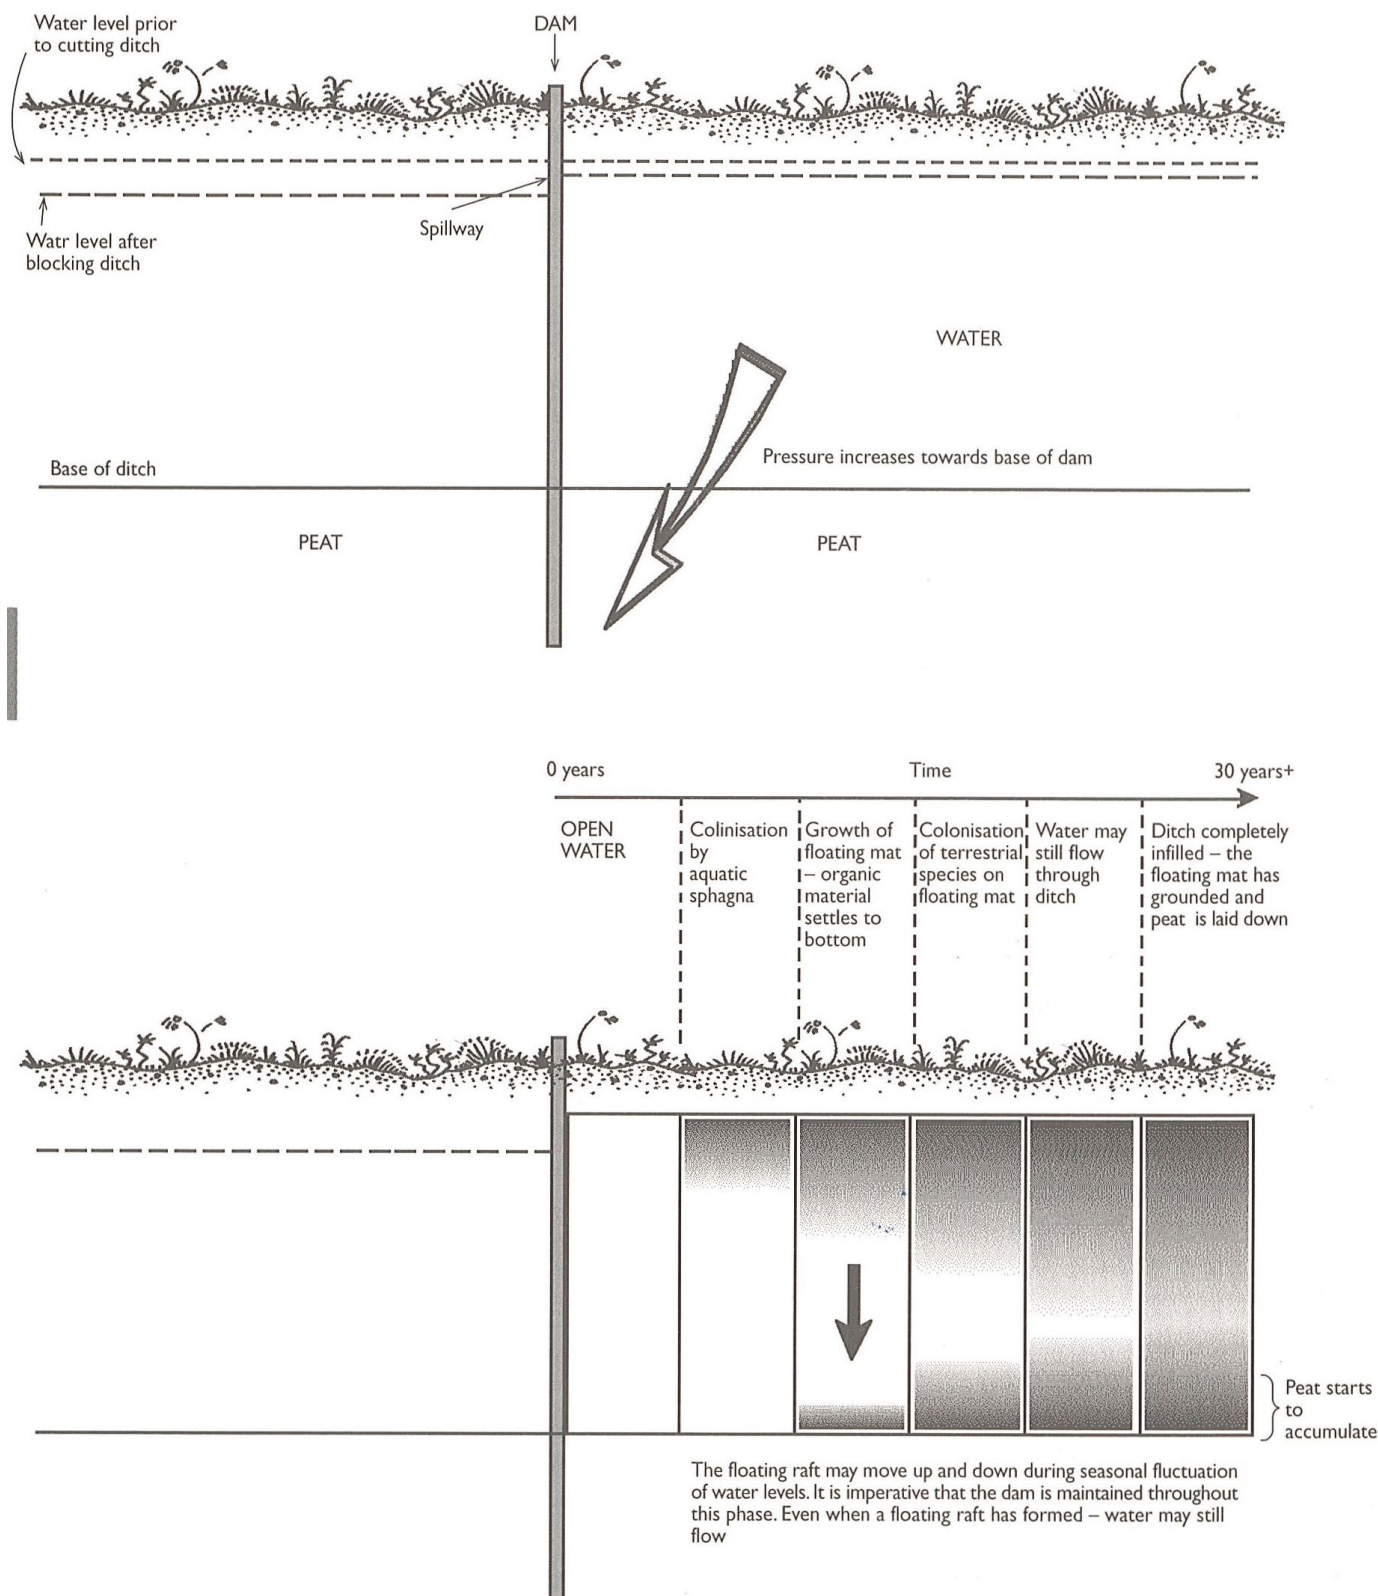 Water level prior
to cutting ditch
DAM
Spillway
Watr level after
blocking ditch
WATER
Pressure increases towards base of dam
Base of ditch
PEAT
PEAT
0 years
Time
30 years+
OPEN
WATER
Colinisation
by
aquatic
sphagna
Growth of
floating mat
– organic
material
settles to
bottom
Colonisation
of terrestrial
species on
floating mat
Water may
still flow
through
ditch
Ditch completely
infilled – the
floating mat has
grounded and
peat is laid down
Peat starts
to
accumulate
The floating raft may move up and down during seasonal fluctuation
of water levels. It is imperative that the dam is maintained throughout
this phase. Even when a floating raft has formed – water may still
flow